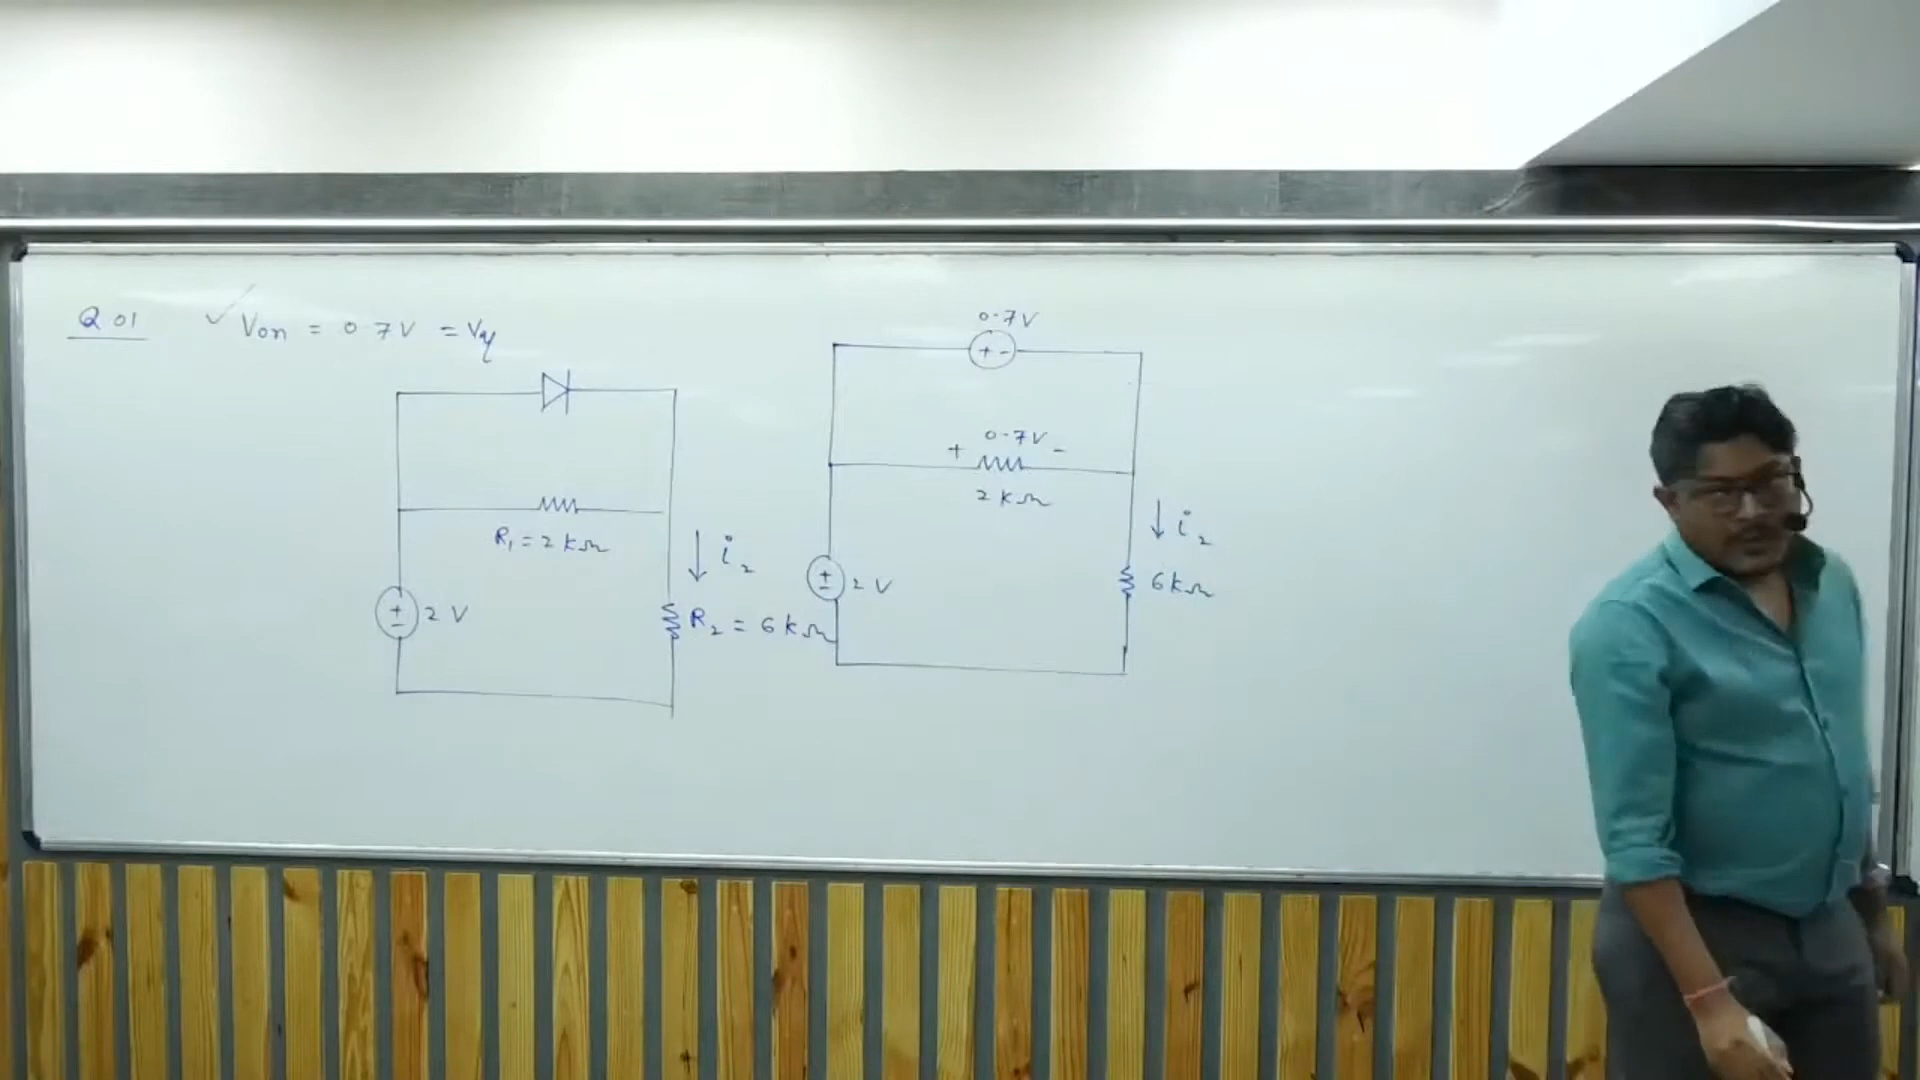 Q 01 ✓ Von = 0.7V = Vγ
R₁ = 2 kΩ
i₂
+
-
2 V
R₂ = 6 kΩ
0.7V
+ -
0.7V
+ -
2 kΩ
i₂
+
-
2 V
6 kΩ